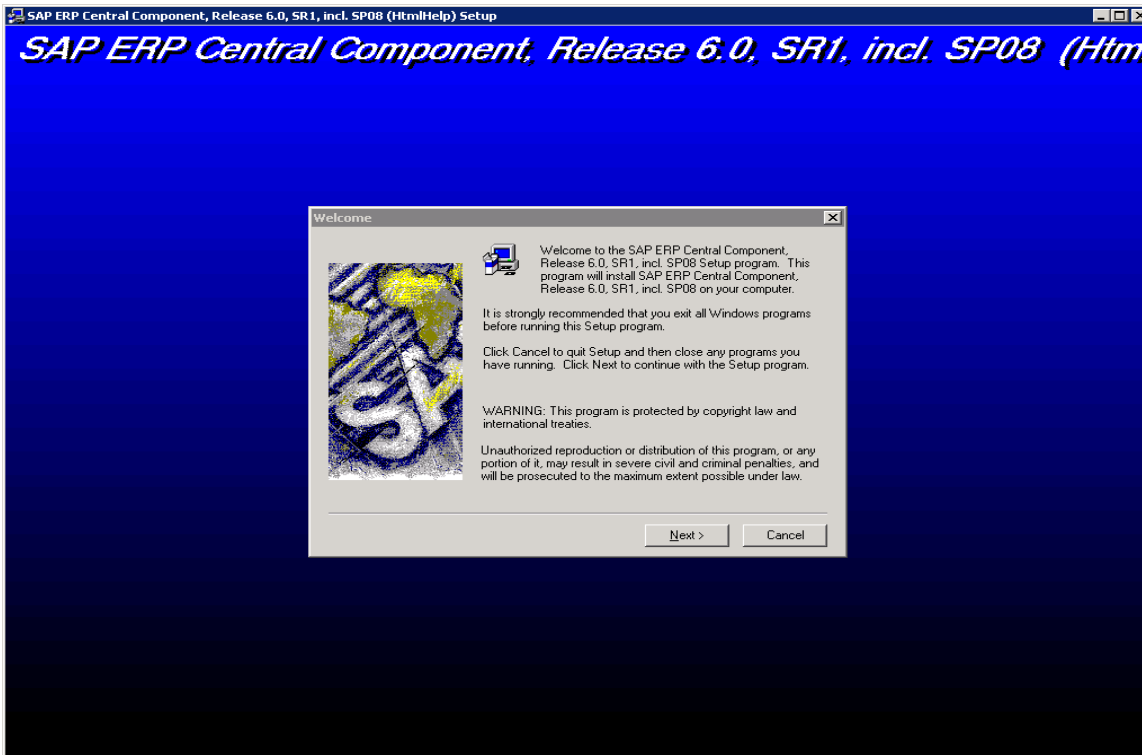 SAP ERP Central Component, Release 6.0, SR1, incl. SP08 (HtmlHelp) Setup
SAP ERP Central Component, Release 6.0, SR1, incl. SP08 (Htm
Welcome
Welcome to the SAP ERP Central Component,
Release 6.0, SR1, incl. SP08 Setup program. This
program will install SAP ERP Central Component,
Release 6.0, SR1, incl. SP08 on your computer.
It is strongly recommended that you exit all Windows programs
before running this Setup program.
Click Cancel to quit Setup and then close any programs you
have running. Click Next to continue with the Setup program.
WARNING: This program is protected by copyright law and
international treaties.
Unauthorized reproduction or distribution of this program, or any
portion of it, may result in severe civil and criminal penalties, and
will be prosecuted to the maximum extent possible under law.
Next >
Cancel